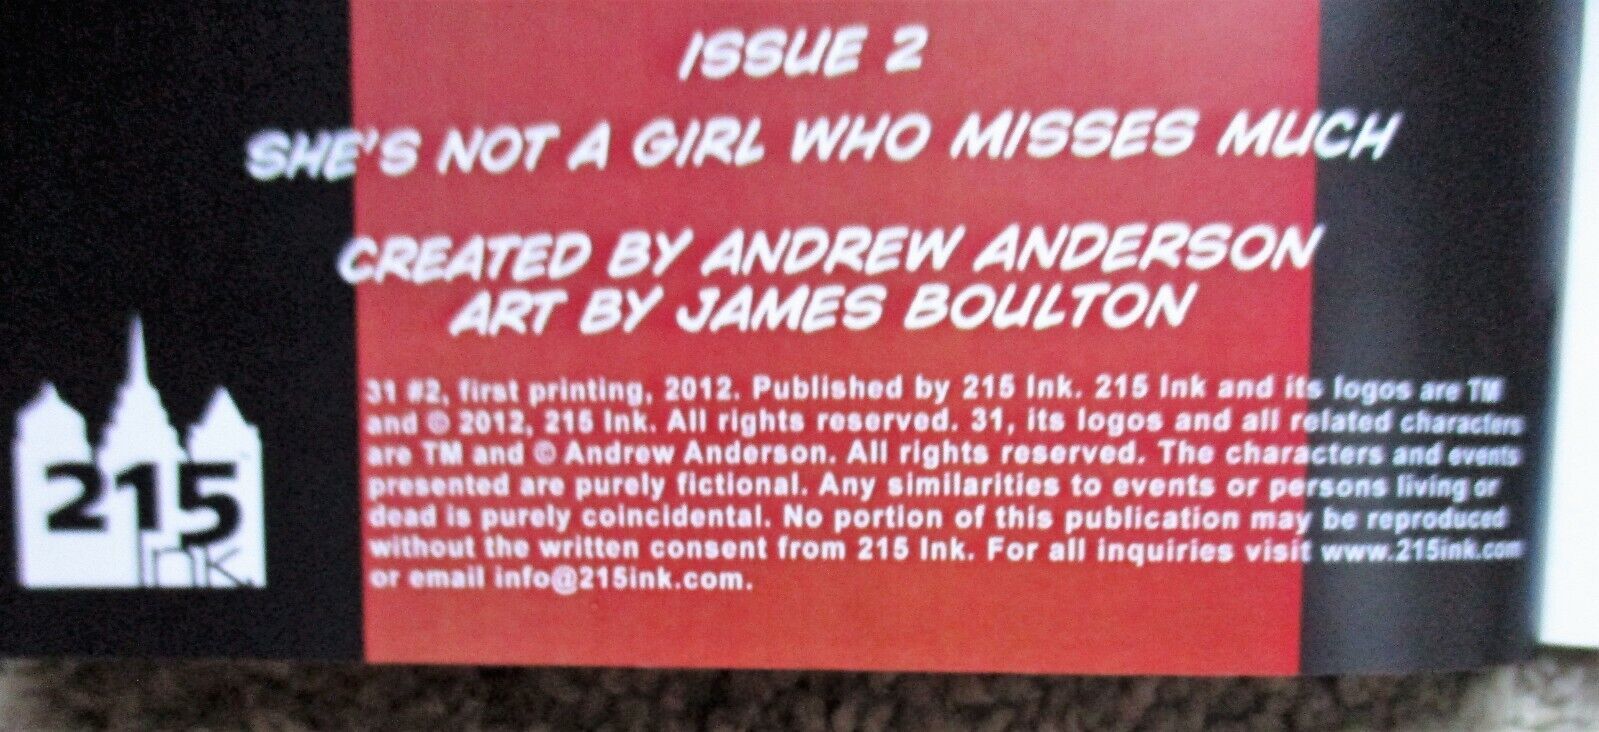 ISSUE 2
SHE'S NOT A GIRL WHO MISSES MUCH
CREATED BY ANDREW ANDERSON
ART BY JAMES BOULTON
31 #2, first printing, 2012. Published by 215 Ink. 215 Ink and its logos are TM
and © 2012, 215 Ink. All rights reserved. 31, its logos and all related characters
are TM and © Andrew Anderson. All rights reserved. The characters and events
presented are purely fictional. Any similarities to events or persons living or
dead is purely coincidental. No portion of this publication may be reproduced
without the written consent from 215 Ink. For all inquiries visit www.215ink.com
or email info@215ink.com.
215
INK